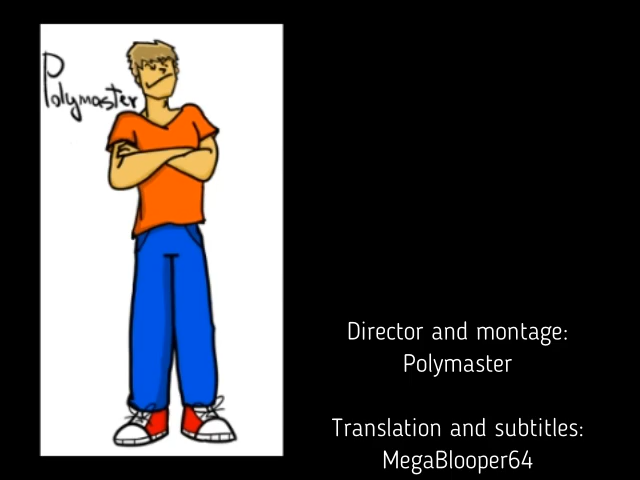 Polymaster
Director and montage:
Polymaster
Translation and subtitles:
MegaBlooper64